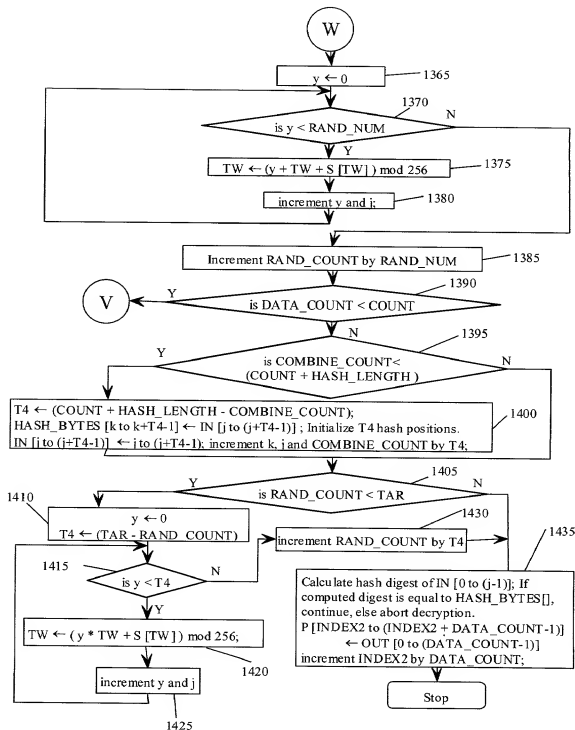 W
y ← 0
1365
1370
is y < RAND_NUM
N
Y
TW ← (y + TW + S [TW] ) mod 256
1375
increment y and j;
1380
Increment RAND_COUNT by RAND_NUM
1385
1390
V
Y
is DATA_COUNT < COUNT
N
1395
Y
is COMBINE_COUNT<
(COUNT + HASH_LENGTH )
N
1400
T4 ← (COUNT + HASH_LENGTH - COMBINE_COUNT);
HASH_BYTES [k to k+T4-1] ← IN [j to (j+T4-1)] ; Initialize T4 hash positions.
IN [j to (j+T4-1)] ← j to (j+T4-1); increment k, j and COMBINE_COUNT by T4;
1405
Y
is RAND_COUNT < TAR
N
1410
y ← 0
T4 ← (TAR - RAND_COUNT)
1430
increment RAND_COUNT by T4
1435
1415
is y < T4
N
Y
TW ← ( y * TW + S [TW] ) mod 256;
1420
increment y and j
1425
Calculate hash digest of IN [0 to (j-1)]; If
computed digest is equal to HASH_BYTES[],
continue, else abort decryption.
P [INDEX2 to (INDEX2 + DATA_COUNT-1)]
← OUT [0 to (DATA_COUNT-1)]
increment INDEX2 by DATA_COUNT;
Stop